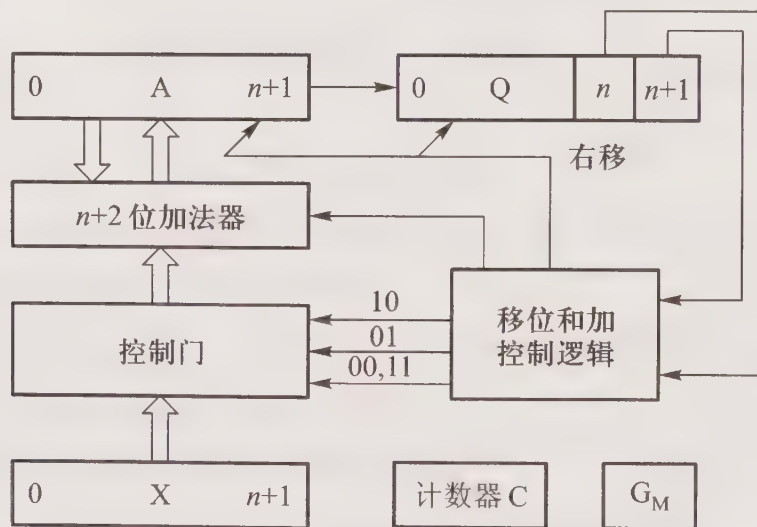 0 A n+1
0 Q n n+1
右移
n+2 位加法器
10
01
00,11
控制门
移位和加
控制逻辑
0 X n+1
计数器 C
G_M